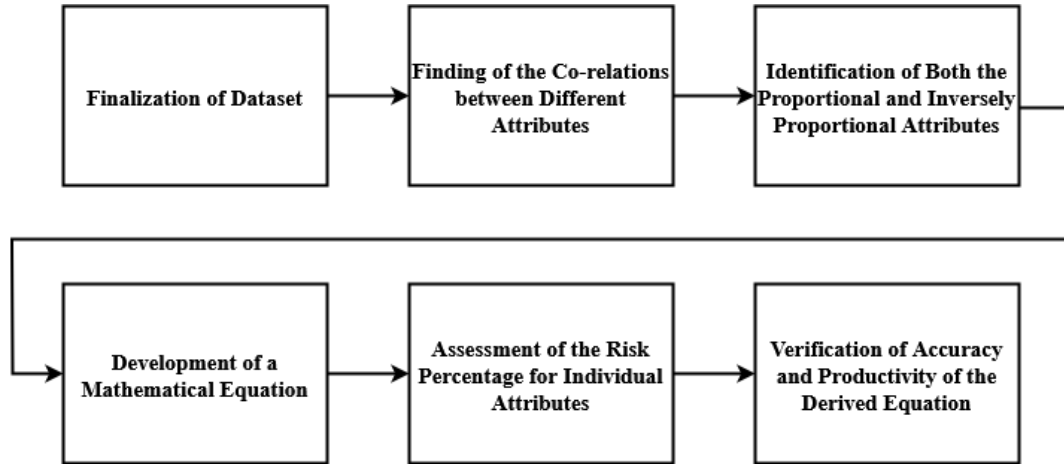 Finalization of Dataset
Finding of the Co-relations
between Different
Attributes
Identification of Both the
Proportional and Inversely
Proportional Attributes
Development of a
Mathematical Equation
Assessment of the Risk
Percentage for Individual
Attributes
Verification of Accuracy
and Productivity of the
Derived Equation